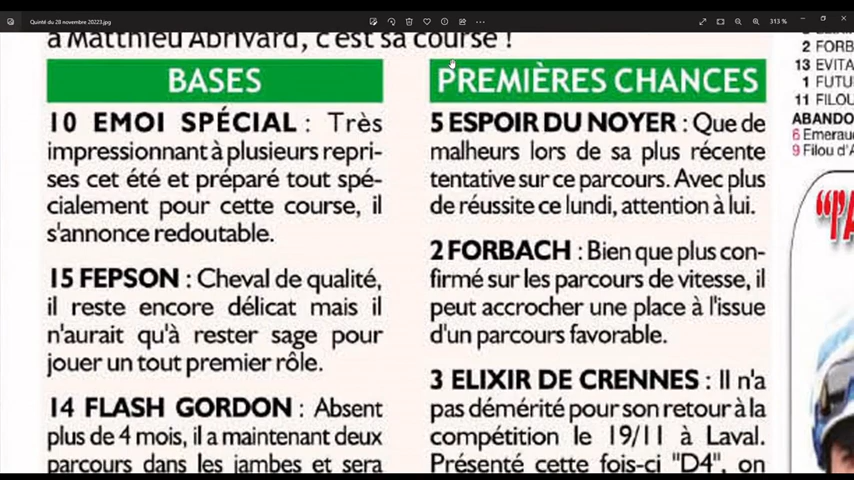 Quinté du 28 novembre 20223.jpg
313 %
à Matthieu Abrivard, c'est sa course !
BASES
10 EMOI SPÉCIAL : Très
impressionnant à plusieurs repri-
ses cet été et préparé tout spé-
cialement pour cette course, il
s'annonce redoutable.
15 FEPSON : Cheval de qualité,
il reste encore délicat mais il
n'aurait qu'à rester sage pour
jouer un tout premier rôle.
14 FLASH GORDON : Absent
plus de 4 mois, il a maintenant deux
parcours dans les jambes et sera
PREMIÈRES CHANCES
5 ESPOIR DU NOYER : Que de
malheurs lors de sa plus récente
tentative sur ce parcours. Avec plus
de réussite ce lundi, attention à lui.
2 FORBACH : Bien que plus con-
firmé sur les parcours de vitesse, il
peut accrocher une place à l'issue
d'un parcours favorable.
3 ELIXIR DE CRENNES : Il n'a
pas démérité pour son retour à la
compétition le 19/11 à Laval.
Présenté cette fois-ci "D4", on
2 FORB
13 EVITA
1 FUTU
11 FILOU
ABANDO
6 Emerau
9 Filou d'A